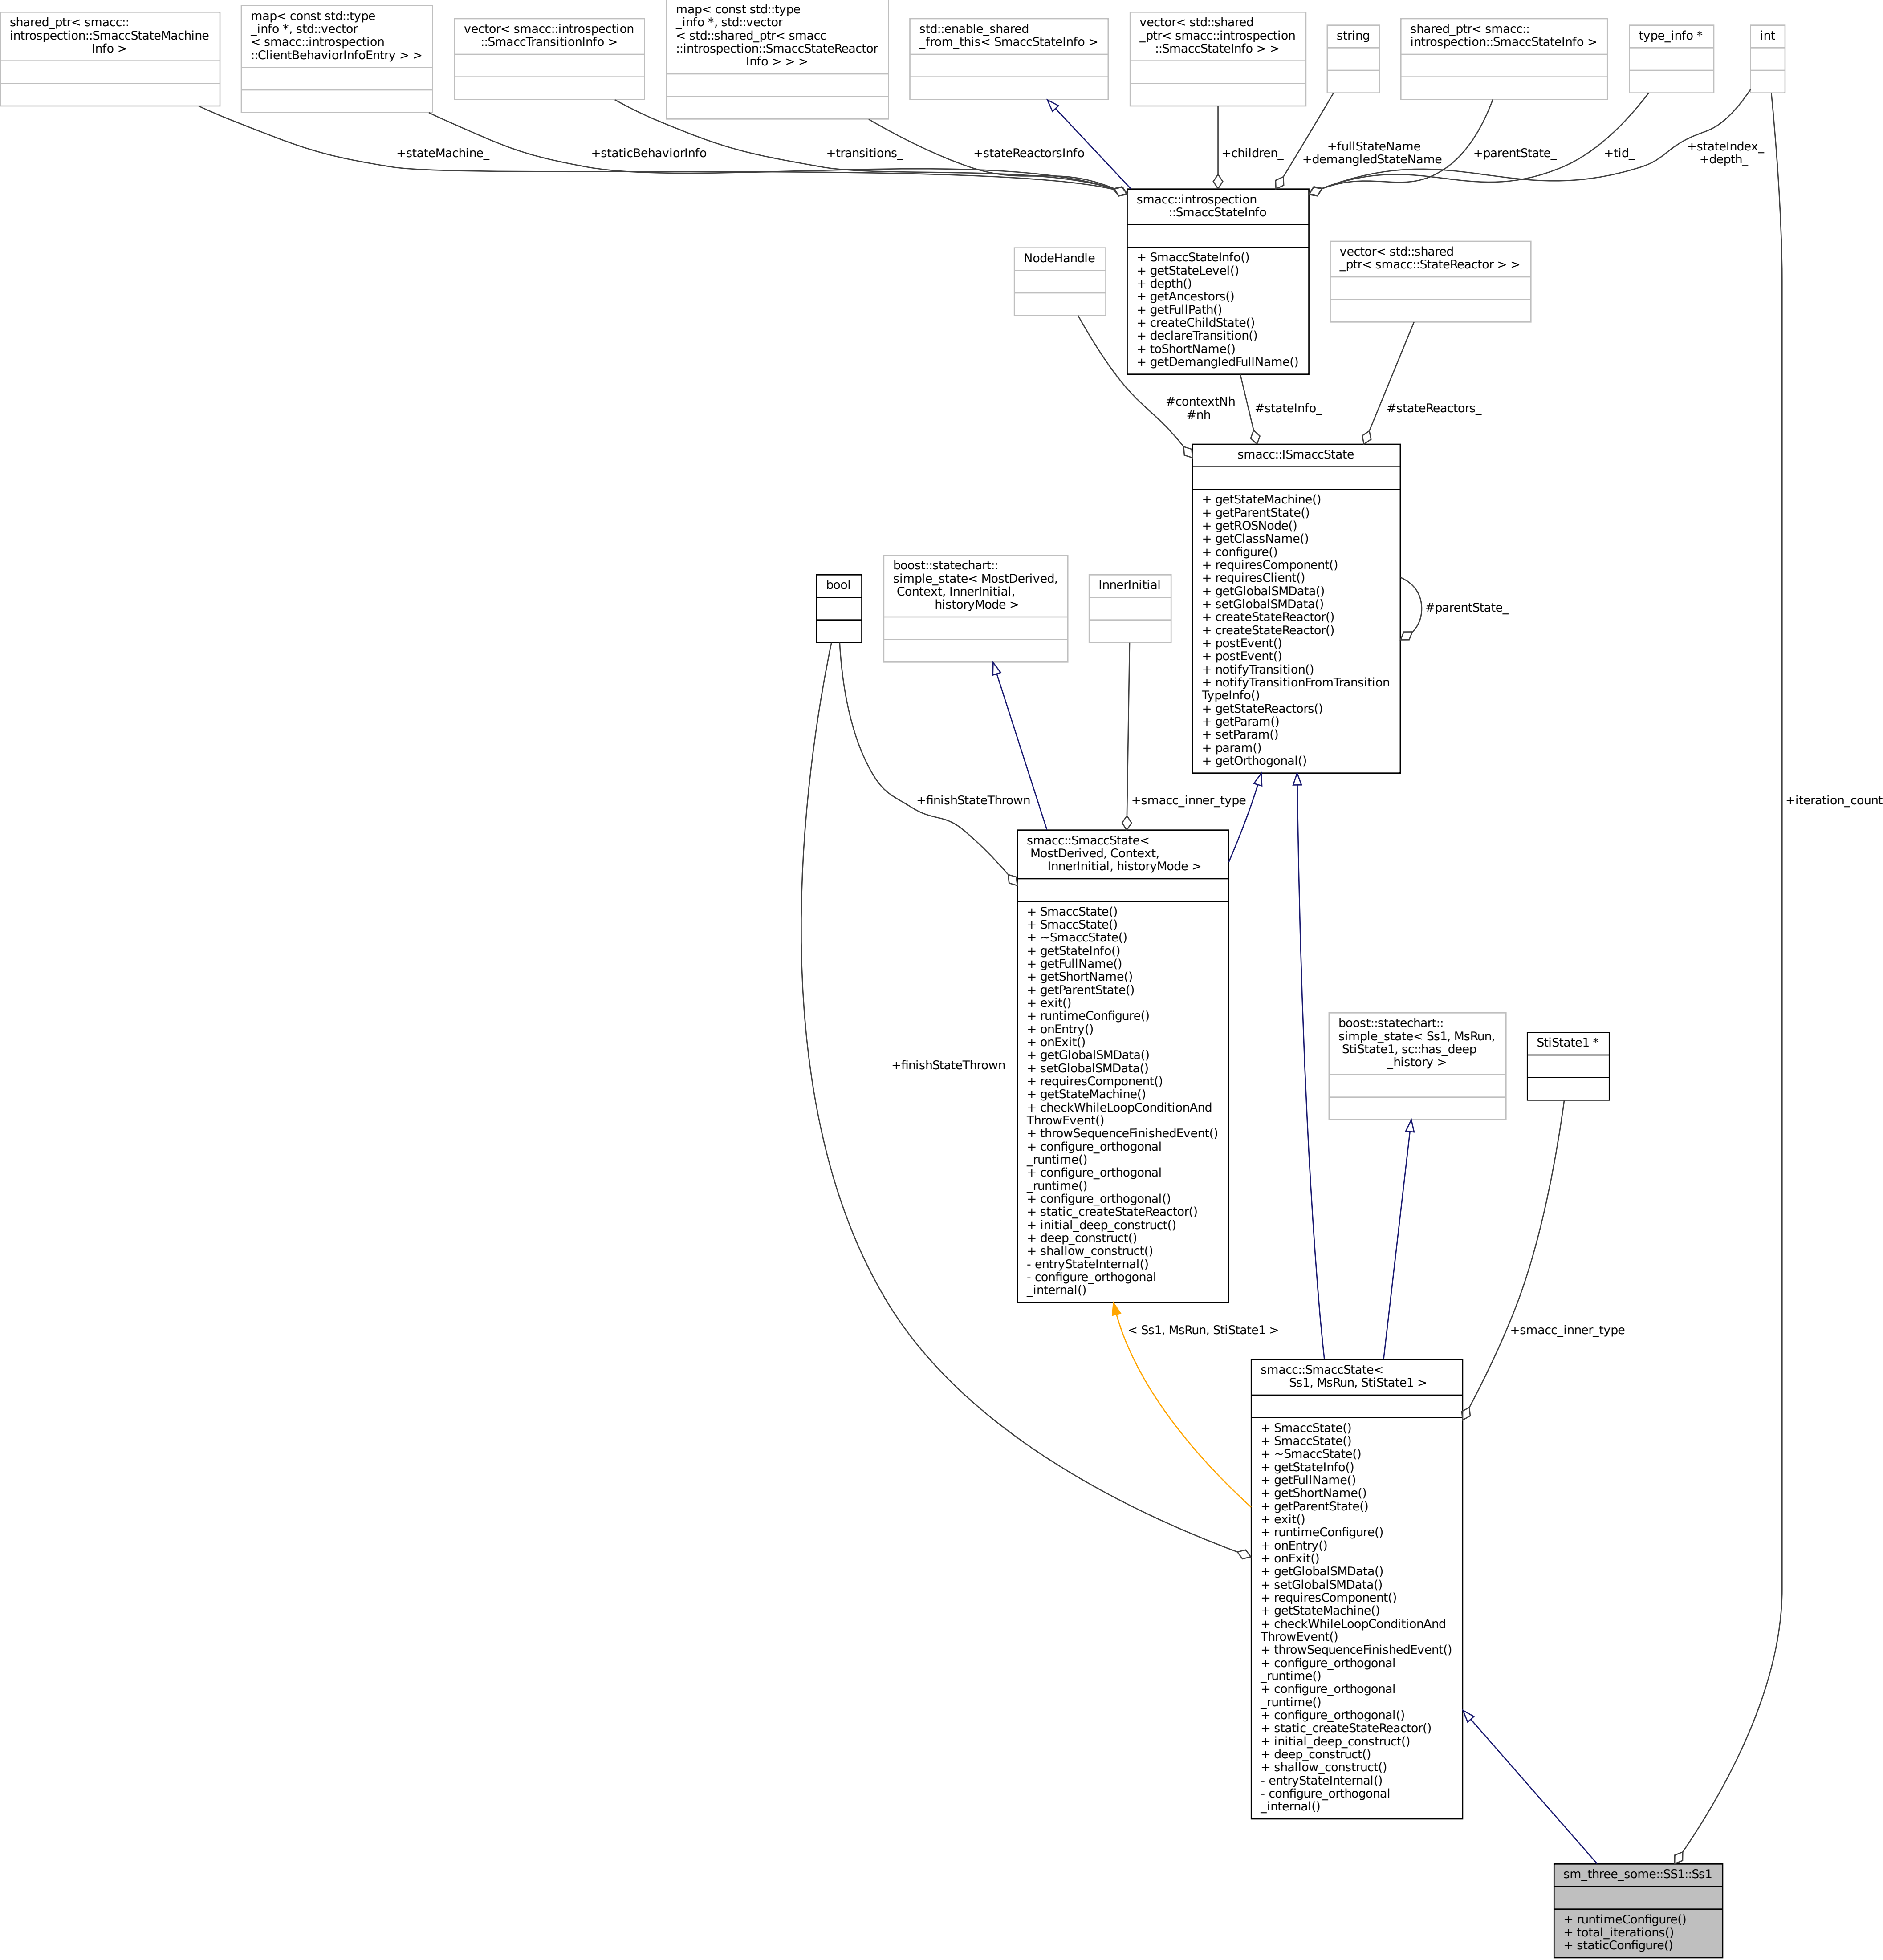 shared_ptr< smacc::
introspection::SmaccStateMachine
Info >
map< const std::type
_info *, std::vector
< smacc::introspection
::ClientBehaviorInfoEntry > >
vector< smacc::introspection
::SmaccTransitionInfo >
map< const std::type
_info *, std::vector
< std::shared_ptr< smacc
::introspection::SmaccStateReactor
Info > > >
std::enable_shared
_from_this< SmaccStateInfo >
vector< std::shared
_ptr< smacc::introspection
::SmaccStateInfo > >
string
shared_ptr< smacc::
introspection::SmaccStateInfo >
type_info *
int
+stateMachine_
+staticBehaviorInfo
+transitions_
+stateReactorsInfo
+children_
+fullStateName
+demangledStateName
+parentState_
+tid_
+stateIndex_
+depth_
smacc::introspection
::SmaccStateInfo
+ SmaccStateInfo()
+ getStateLevel()
+ depth()
+ getAncestors()
+ getFullPath()
+ createChildState()
+ declareTransition()
+ toShortName()
+ getDemangledFullName()
NodeHandle
vector< std::shared
_ptr< smacc::StateReactor > >
#contextNh
#nh
#stateInfo_
#stateReactors_
smacc::ISmaccState
+ getStateMachine()
+ getParentState()
+ getROSNode()
+ getClassName()
+ configure()
+ requiresComponent()
+ requiresClient()
+ getGlobalSMData()
+ setGlobalSMData()
+ createStateReactor()
+ createStateReactor()
+ postEvent()
+ postEvent()
+ notifyTransition()
+ notifyTransitionFromTransition
TypeInfo()
+ getStateReactors()
+ getParam()
+ setParam()
+ param()
+ getOrthogonal()
#parentState_
bool
boost::statechart::
simple_state< MostDerived,
Context, InnerInitial,
historyMode >
InnerInitial
+finishStateThrown
+smacc_inner_type
+iteration_count
smacc::SmaccState<
MostDerived, Context,
InnerInitial, historyMode >
+ SmaccState()
+ SmaccState()
+ ~SmaccState()
+ getStateInfo()
+ getFullName()
+ getShortName()
+ getParentState()
+ exit()
+ runtimeConfigure()
+ onEntry()
+ onExit()
+ getGlobalSMData()
+ setGlobalSMData()
+ requiresComponent()
+ getStateMachine()
+ checkWhileLoopConditionAnd
ThrowEvent()
+ throwSequenceFinishedEvent()
+ configure_orthogonal
_runtime()
+ configure_orthogonal
_runtime()
+ configure_orthogonal()
+ static_createStateReactor()
+ initial_deep_construct()
+ deep_construct()
+ shallow_construct()
- entryStateInternal()
- configure_orthogonal
_internal()
+finishStateThrown
boost::statechart::
simple_state< Ss1, MsRun,
StiState1, sc::has_deep
_history >
StiState1 *
< Ss1, MsRun, StiState1 >
+smacc_inner_type
smacc::SmaccState<
Ss1, MsRun, StiState1 >
+ SmaccState()
+ SmaccState()
+ ~SmaccState()
+ getStateInfo()
+ getFullName()
+ getShortName()
+ getParentState()
+ exit()
+ runtimeConfigure()
+ onEntry()
+ onExit()
+ getGlobalSMData()
+ setGlobalSMData()
+ requiresComponent()
+ getStateMachine()
+ checkWhileLoopConditionAnd
ThrowEvent()
+ throwSequenceFinishedEvent()
+ configure_orthogonal
_runtime()
+ configure_orthogonal
_runtime()
+ configure_orthogonal()
+ static_createStateReactor()
+ initial_deep_construct()
+ deep_construct()
+ shallow_construct()
- entryStateInternal()
- configure_orthogonal
_internal()
sm_three_some::SS1::Ss1
+ runtimeConfigure()
+ total_iterations()
+ staticConfigure()